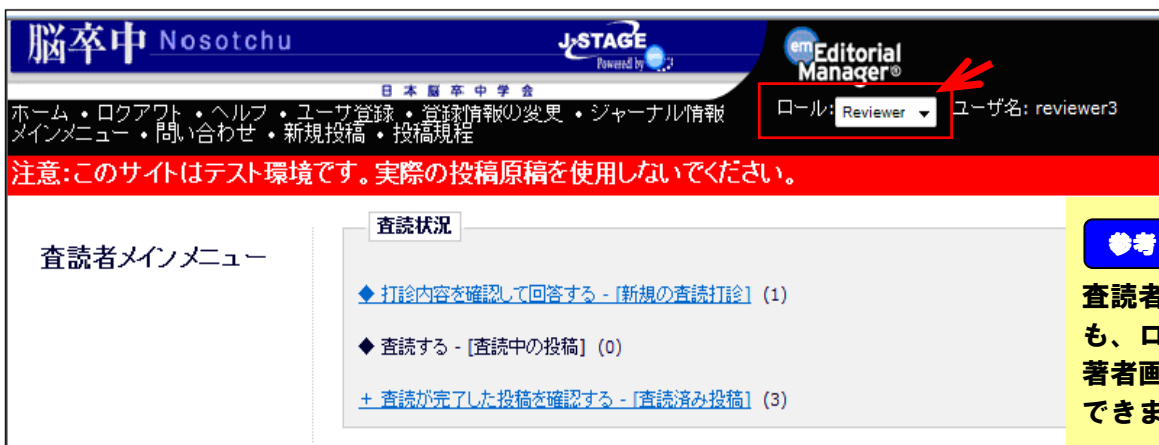 脳卒中 Nosotchu
J-STAGE
Powered by
em Editorial Manager®
日本脳卒中学会
ホーム・ログアウト・ヘルプ・ユーザ登録・登録情報の変更・ジャーナル情報
メインメニュー・問い合わせ・新規投稿・投稿規程
ロール: Reviewer ユーザ名: reviewer3
注意:このサイトはテスト環境です。実際の投稿原稿を使用しないでください。
査読者メインメニュー
査読状況
◆ 打診内容を確認して回答する - [新規の査読打診] (1)
◆ 査読する - [査読中の投稿] (0)
+ 査読が完了した投稿を確認する - [査読済み投稿] (3)
参考
査読者
も、ロ
著者画
できま